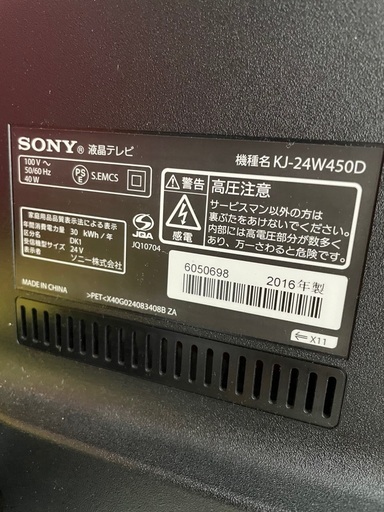 SONY® 液晶テレビ
機種名 KJ-24W450D
100 V～
50/60 Hz
40 W
PS
E
S.EMCS
警告 高圧注意
サービスマン以外の方は
裏ぶたをあけないでください。
内部には高電圧部分が数多く
あり、万一さわると危険です。
感電
家庭用品品質表示法による表示
年間消費電力量 30 kWh／年
区分名 DK1
受信機型サイズ 24 V
ソニー株式会社
JQA
JQ10704
MADE IN CHINA
6050698 2016年製
>PET<X40G024083408B ZA
X11